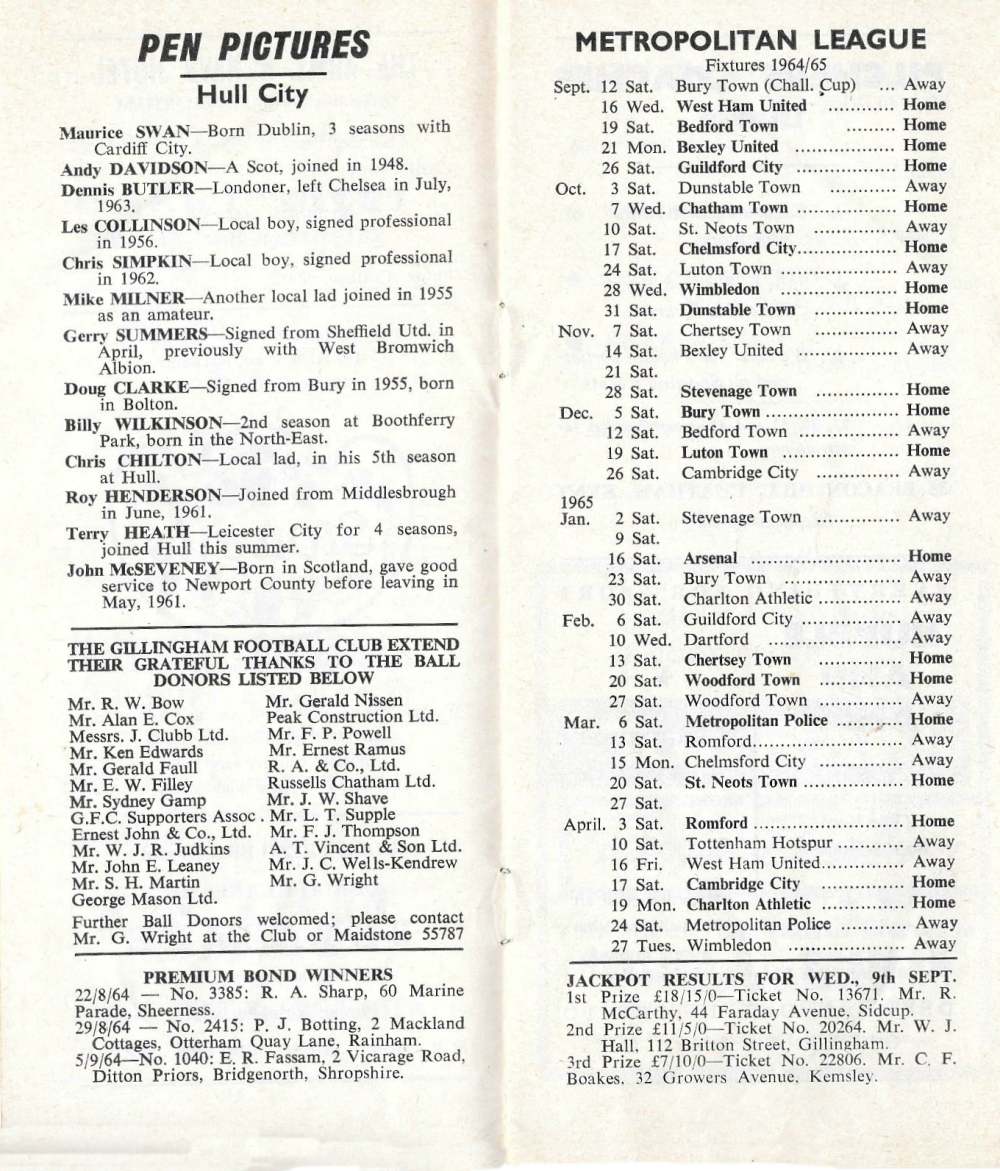 PEN PICTURES
Hull City
Maurice SWAN—Born Dublin, 3 seasons with
Cardiff City.
Andy DAVIDSON—A Scot, joined in 1948.
Dennis BUTLER—Londoner, left Chelsea in July,
1963.
Les COLLINSON—Local boy, signed professional
in 1956.
Chris SIMPKIN—Local boy, signed professional
in 1962.
Mike MILNER—Another local lad joined in 1955
as an amateur.
Gerry SUMMERS—Signed from Sheffield Utd. in
April, previously with West Bromwich
Albion.
Doug CLARKE—Signed from Bury in 1955, born
in Bolton.
Billy WILKINSON—2nd season at Boothferry
Park, born in the North-East.
Chris CHILTON—Local lad, in his 5th season
at Hull.
Roy HENDERSON—Joined from Middlesbrough
in June, 1961.
Terry HEATH—Leicester City for 4 seasons,
joined Hull this summer.
John McSEVENEY—Born in Scotland, gave good
service to Newport County before leaving in
May, 1961.
THE GILLINGHAM FOOTBALL CLUB EXTEND
THEIR GRATEFUL THANKS TO THE BALL
DONORS LISTED BELOW
Mr. R. W. Bow
Mr. Alan E. Cox
Messrs. J. Clubb Ltd.
Mr. Ken Edwards
Mr. Gerald Faull
Mr. E. W. Filley
Mr. Sydney Gamp
G.F.C. Supporters Assoc.
Ernest John & Co., Ltd.
Mr. W. J. R. Judkins
Mr. John E. Leaney
Mr. S. H. Martin
George Mason Ltd.
Mr. Gerald Nissen
Peak Construction Ltd.
Mr. F. P. Powell
Mr. Ernest Ramus
R. A. & Co., Ltd.
Russells Chatham Ltd.
Mr. J. W. Shave
Mr. L. T. Supple
Mr. F. J. Thompson
A. T. Vincent & Son Ltd.
Mr. J. C. Wells-Kendrew
Mr. G. Wright
Further Ball Donors welcomed; please contact
Mr. G. Wright at the Club or Maidstone 55787
PREMIUM BOND WINNERS
22/8/64 — No. 3385: R. A. Sharp, 60 Marine
Parade, Sheerness.
29/8/64 — No. 2415: P. J. Botting, 2 Mackland
Cottages, Otterham Quay Lane, Rainham.
5/9/64—No. 1040: E. R. Fassam, 2 Vicarage Road,
Ditton Priors, Bridgenorth, Shropshire.
METROPOLITAN LEAGUE
Fixtures 1964/65
Sept. 12 Sat. Bury Town (Chall. Cup) ... Away
16 Wed. West Ham United ............ Home
19 Sat. Bedford Town ......... Home
21 Mon. Bexley United .................. Home
26 Sat. Guildford City .................. Home
Oct. 3 Sat. Dunstable Town ............ Away
7 Wed. Chatham Town .................. Home
10 Sat. St. Neots Town ............... Away
17 Sat. Chelmsford City.................. Home
24 Sat. Luton Town ..................... Away
28 Wed. Wimbledon ..................... Home
31 Sat. Dunstable Town ............... Home
Nov. 7 Sat. Chertsey Town ............... Away
14 Sat. Bexley United .................. Away
21 Sat.
28 Sat. Stevenage Town ............... Home
Dec. 5 Sat. Bury Town ........................ Home
12 Sat. Bedford Town .................. Away
19 Sat. Luton Town ..................... Home
26 Sat. Cambridge City ............... Away
1965
Jan. 2 Sat. Stevenage Town ............... Away
9 Sat.
16 Sat. Arsenal ........................... Home
23 Sat. Bury Town ..................... Away
30 Sat. Charlton Athletic ............... Away
Feb. 6 Sat. Guildford City .................. Away
10 Wed. Dartford ........................ Away
13 Sat. Chertsey Town ............... Home
20 Sat. Woodford Town ............... Home
27 Sat. Woodford Town ............... Away
Mar. 6 Sat. Metropolitan Police ............ Home
13 Sat. Romford........................... Away
15 Mon. Chelmsford City ............... Away
20 Sat. St. Neots Town .................. Home
27 Sat.
April. 3 Sat. Romford ........................... Home
10 Sat. Tottenham Hotspur ............ Away
16 Fri. West Ham United............... Away
17 Sat. Cambridge City ............... Home
19 Mon. Charlton Athletic ............... Home
24 Sat. Metropolitan Police ............ Away
27 Tues. Wimbledon ..................... Away
JACKPOT RESULTS FOR WED., 9th SEPT.
1st Prize £18/15/0—Ticket No. 13671. Mr. R.
McCarthy, 44 Faraday Avenue, Sidcup.
2nd Prize £11/5/0—Ticket No. 20264. Mr. W. J.
Hall, 112 Britton Street, Gillingham.
3rd Prize £7/10/0—Ticket No. 22806. Mr. C. F.
Boakes, 32 Growers Avenue, Kemsley.